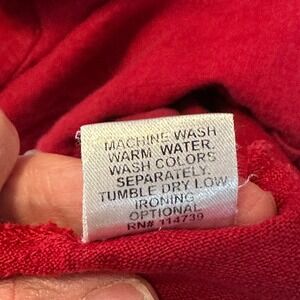 MACHINE WASH
WARM WATER.
WASH COLORS
SEPARATELY.
TUMBLE DRY LOW
IRONING
OPTIONAL
RN# 114739